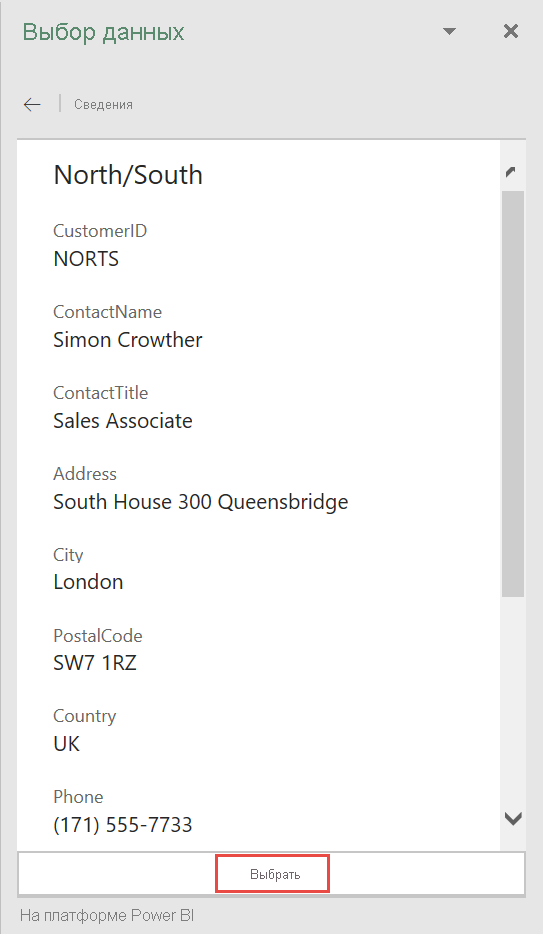 Выбор данных
Сведения
North/South
CustomerID
NORTS
ContactName
Simon Crowther
ContactTitle
Sales Associate
Address
South House 300 Queensbridge
City
London
PostalCode
SW7 1RZ
Country
UK
Phone
(171) 555-7733
Выбрать
На платформе Power BI